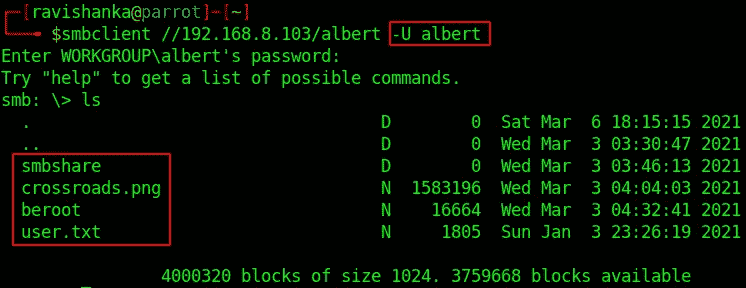 [ravishanka@parrot]-[~]
$smbclient //192.168.8.103/albert -U albert
Enter WORKGROUP\albert's password:
Try "help" to get a list of possible commands.
smb: \> ls
. D 0 Sat Mar 6 18:15:15 2021
.. D 0 Wed Mar 3 03:30:47 2021
smbshare D 0 Wed Mar 3 03:46:13 2021
crossroads.png N 1583196 Wed Mar 3 04:04:03 2021
beroot N 16664 Wed Mar 3 04:32:41 2021
user.txt N 1805 Sun Jan 3 23:26:19 2021
4000320 blocks of size 1024. 3759668 blocks available